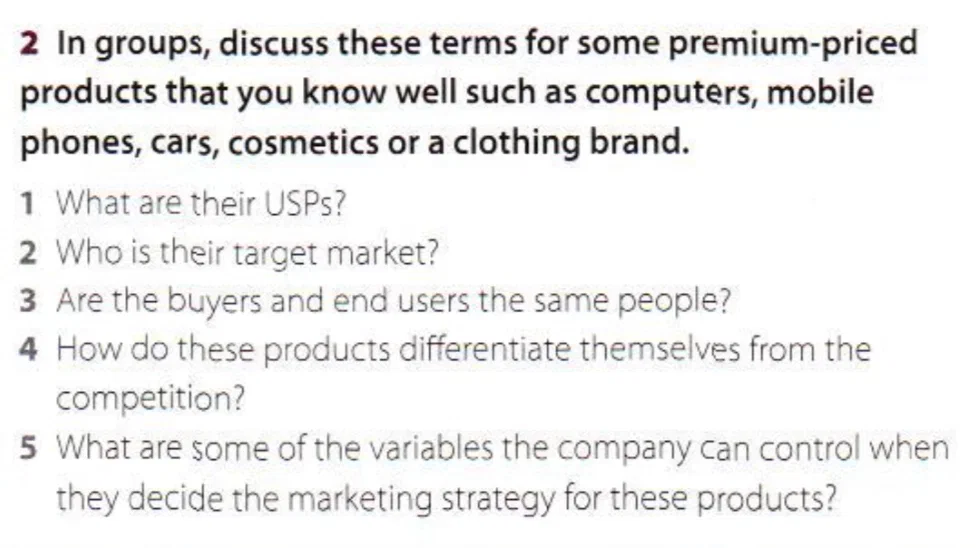 2 In groups, discuss these terms for some premium-priced
products that you know well such as computers, mobile
phones, cars, cosmetics or a clothing brand.
1 What are their USPs?
2 Who is their target market?
3 Are the buyers and end users the same people?
4 How do these products differentiate themselves from the
competition?
5 What are some of the variables the company can control when
they decide the marketing strategy for these products?